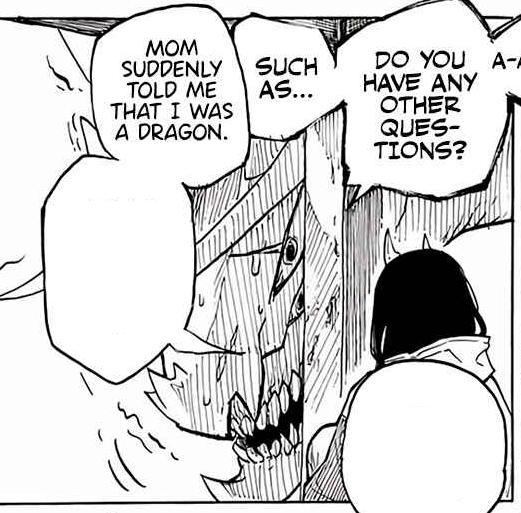 DO YOU
HAVE ANY
OTHER
QUES-
TIONS?
SUCH
AS...
MOM
SUDDENLY
TOLD ME
THAT I WAS
A DRAGON.